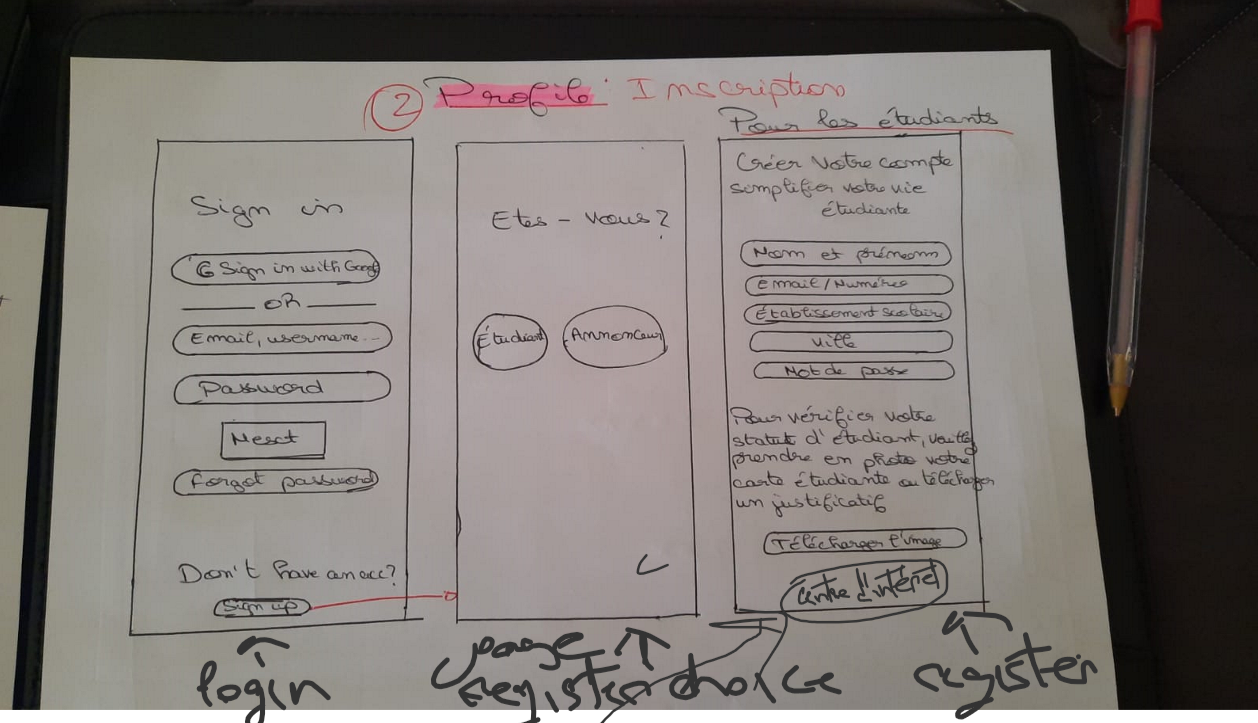 ② Profil: Inscription
Pour les étudiants
Sign in
G Sign in with Google
OR
Email, username...
Password
Next
Forgot password
Don't have an acc?
Sign up
Etes - vous?
Étudiant
Annonceur
Créer votre compte
simplifier votre vie
étudiante
Nom et prénom
Email/Numéro
Établissement scolaire
Ville
Mot de passe
Pour vérifier votre
statut d'étudiant, veuillez
prendre en photo votre
carte étudiante ou télécharger
un justificatif
Télécharger l'image
centre d'intérêt
login
page
register choice
register